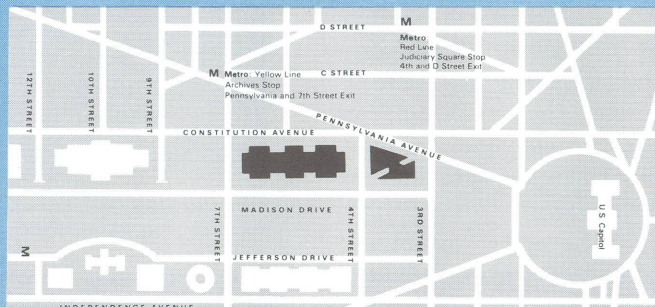 D STREET
M
Metro:
Red Line
Judiciary Square Stop
4th and D Street Exit
M Metro: Yellow Line
Archives Stop
Pennsylvania and 7th Street Exit
C STREET
12TH STREET
10TH STREET
9TH STREET
CONSTITUTION AVENUE
PENNSYLVANIA AVENUE
7TH STREET
MADISON DRIVE
4TH STREET
3RD STREET
U.S. Capitol
M
JEFFERSON DRIVE
INDEPENDENCE AVENUE